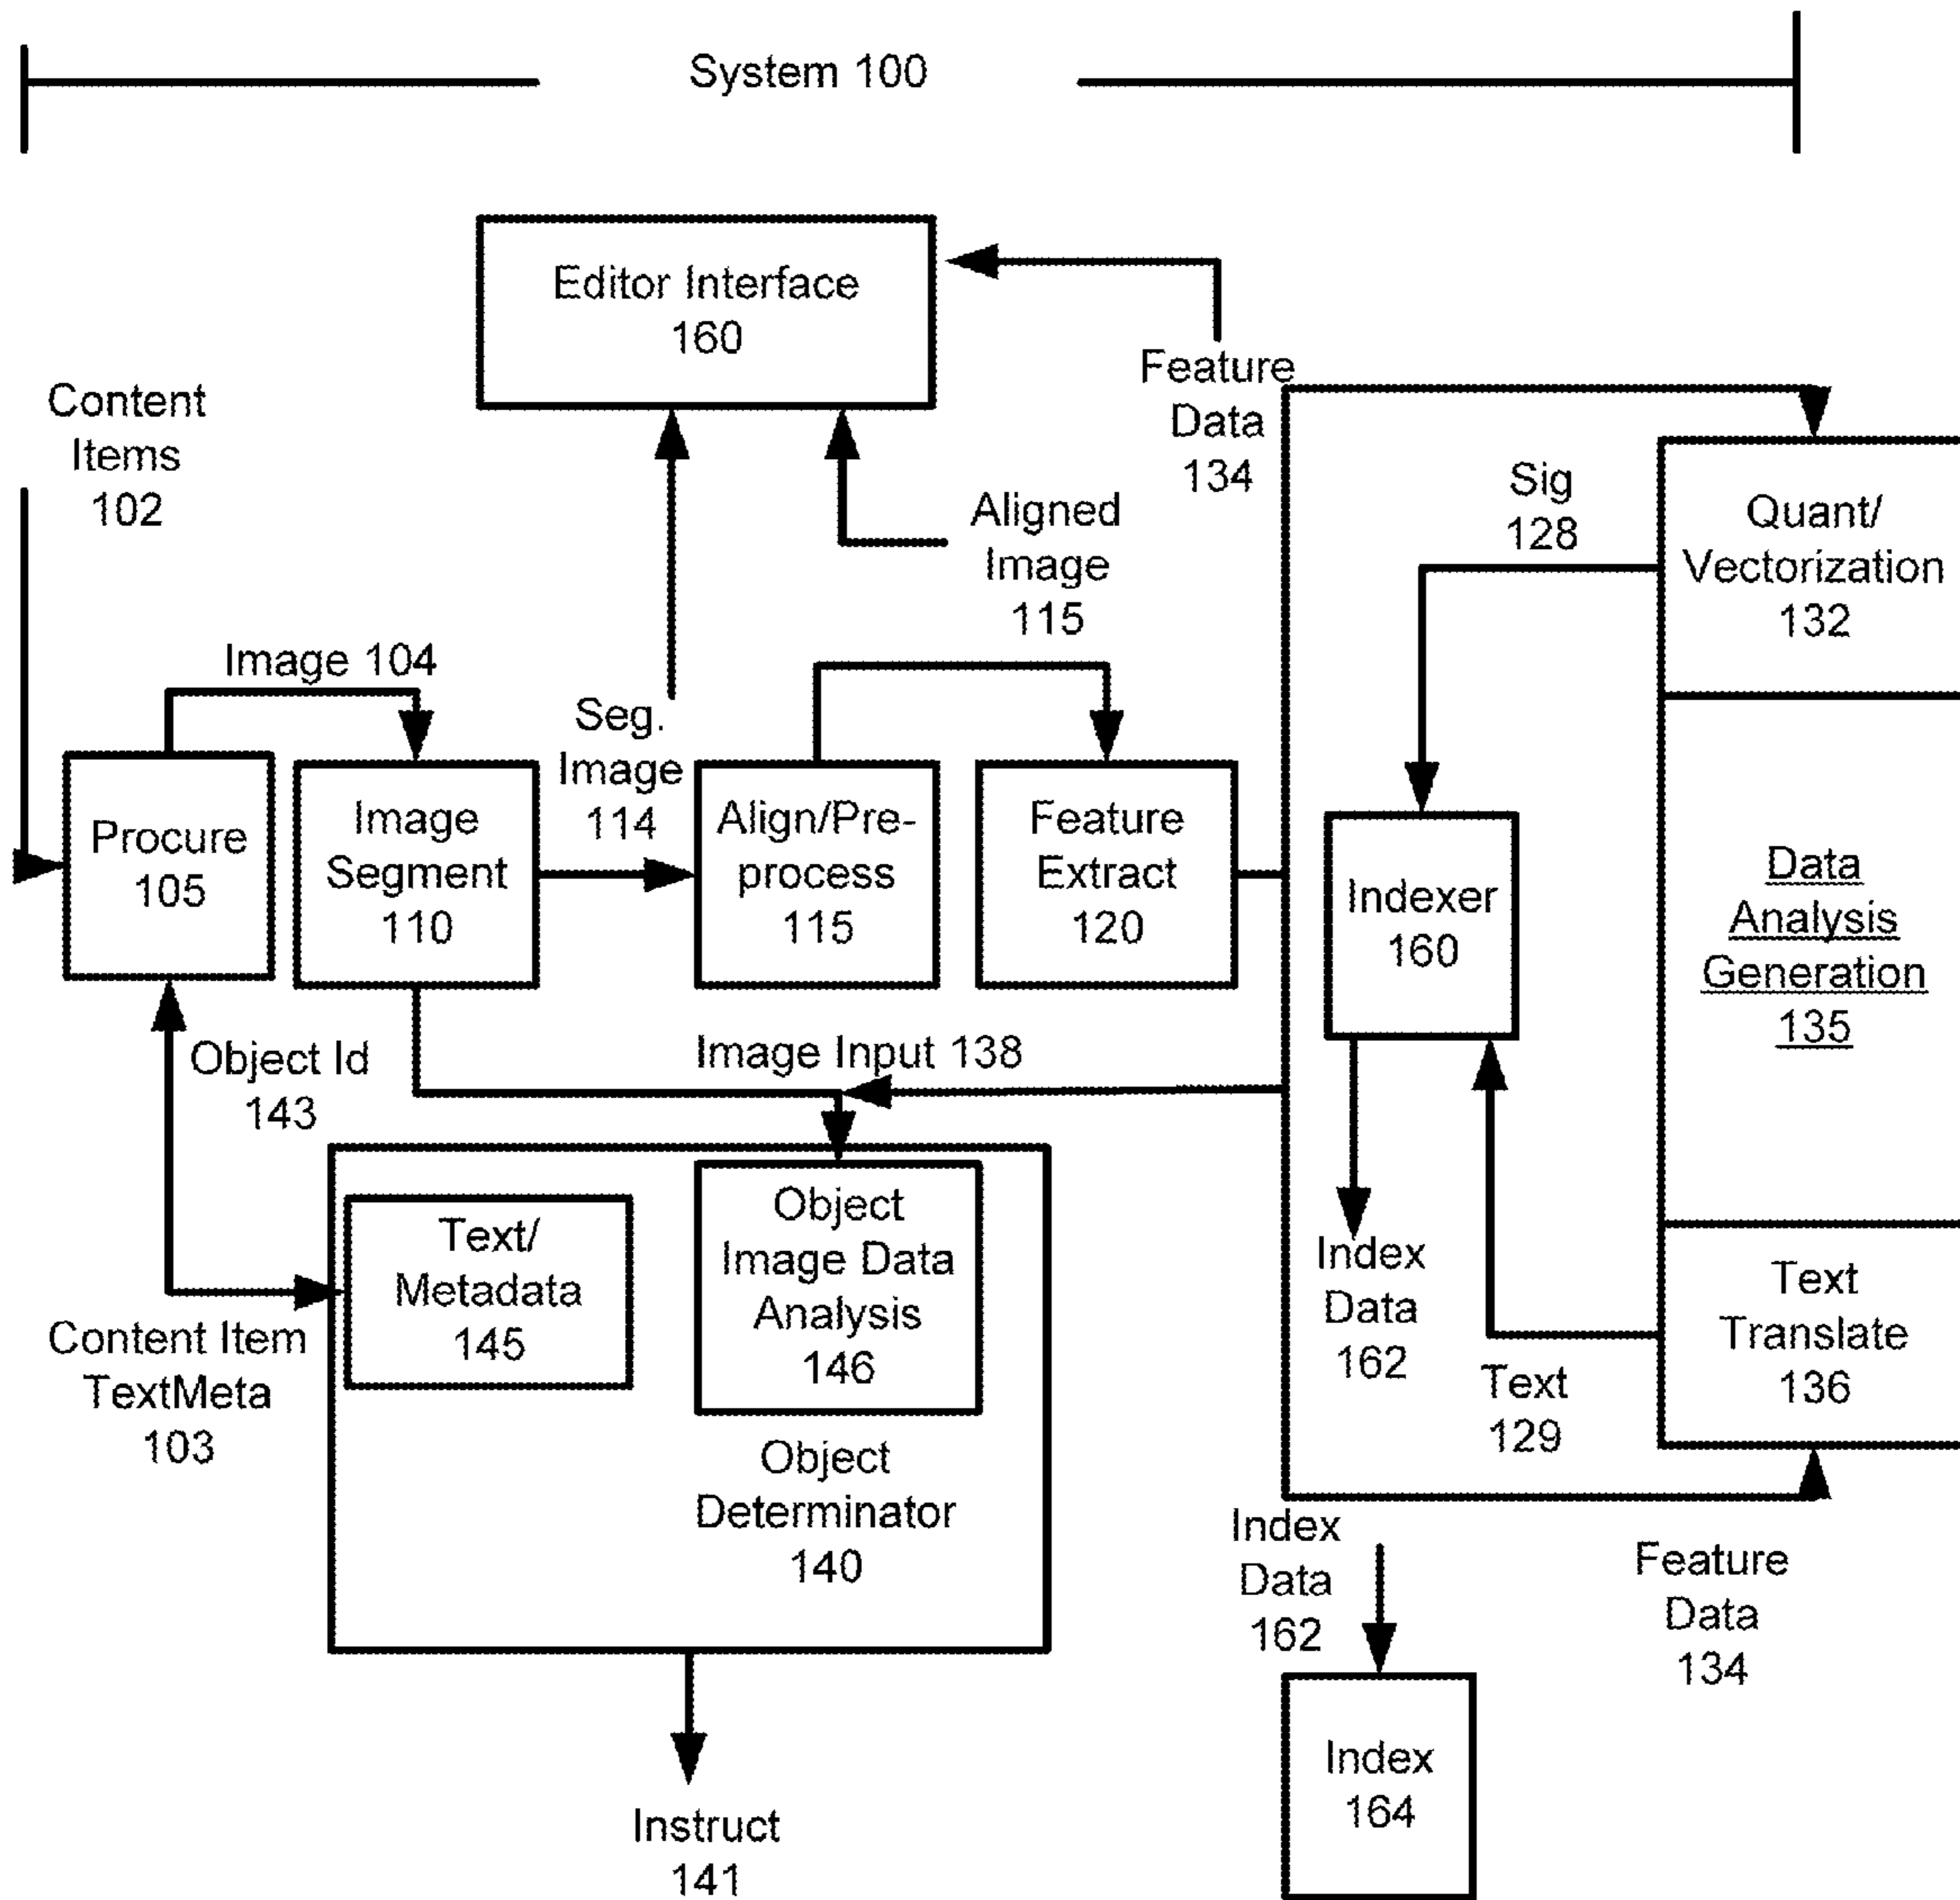 System 100
Editor Interface
160
Feature
Data
134
Content
Items
102
Aligned
Image
115
Sig
128
Quant/
Vectorization
132
Image 104
Seg.
Image
114
Procure
105
Image
Segment
110
Align/Pre-
process
115
Feature
Extract
120
Indexer
160
Data
Analysis
Generation
135
Object Id
143
Image Input 138
Text/
Metadata
145
Object
Image Data
Analysis
146
Index
Data
162
Text
Translate
136
Content Item
TextMeta
103
Text
129
Object
Determinator
140
Index
Data
162
Feature
Data
134
Instruct
141
Index
164